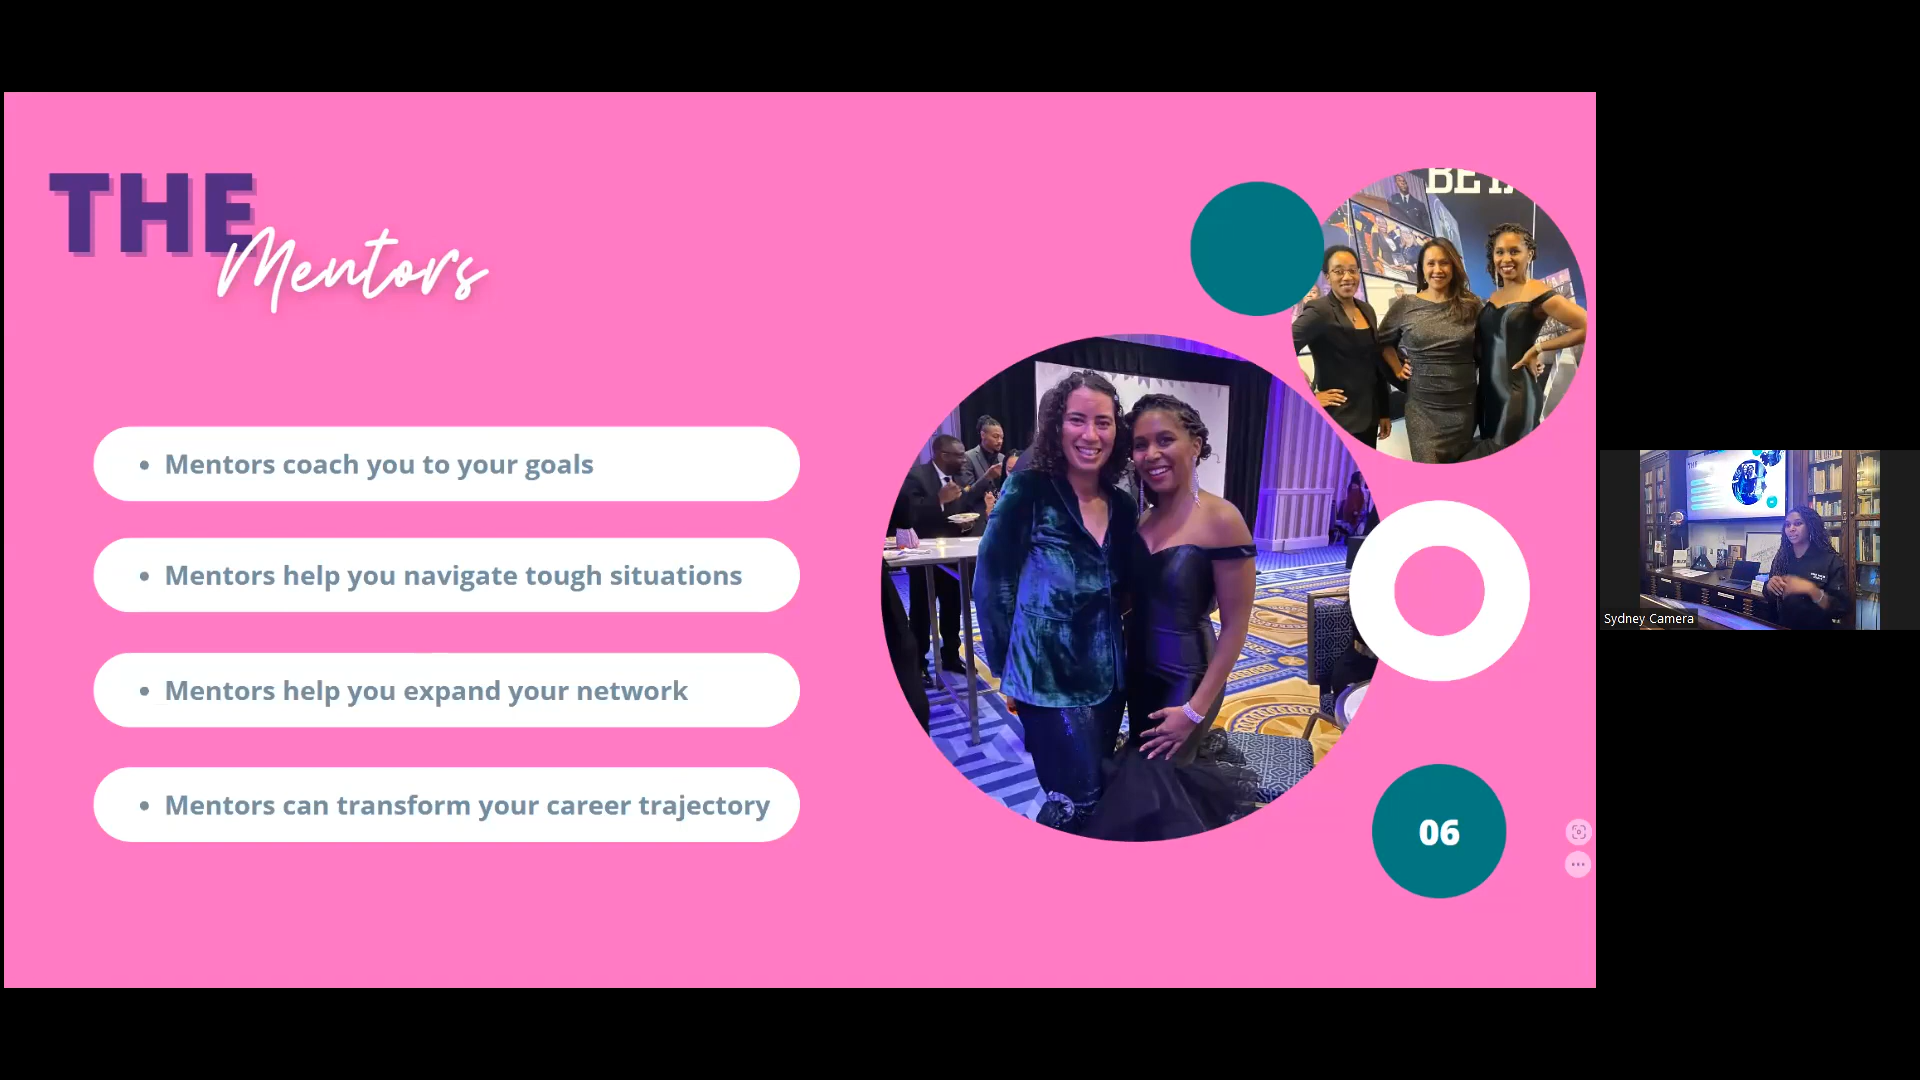 THE
Mentors
• Mentors coach you to your goals
• Mentors help you navigate tough situations
• Mentors help you expand your network
• Mentors can transform your career trajectory
06
Sydney Camera